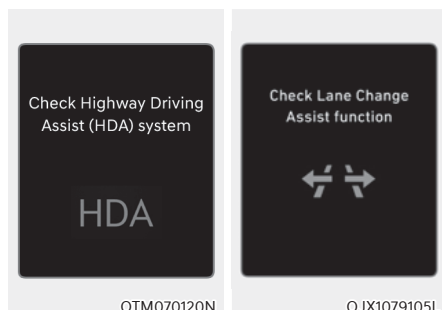 Check Highway Driving
Assist (HDA) system
HDA
OTM070120N
Check Lane Change
Assist function
OJX1079105L